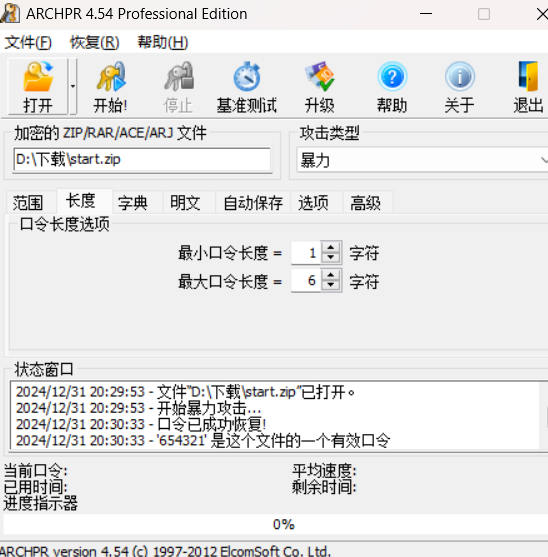 ARCHPR 4.54 Professional Edition
文件(F) 恢复(R) 帮助(H)
打开 开始! 停止 基准测试 升级 帮助 关于 退出
加密的 ZIP/RAR/ACE/ARJ 文件 攻击类型
D:\下载\start.zip 暴力
范围 长度 字典 明文 自动保存 选项 高级
口令长度选项
最小口令长度 = 1 字符
最大口令长度 = 6 字符
状态窗口
2024/12/31 20:29:53 - 文件"D:\下载\start.zip"已打开。
2024/12/31 20:29:53 - 开始暴力攻击...
2024/12/31 20:30:33 - 口令已成功恢复!
2024/12/31 20:30:33 - '654321' 是这个文件的一个有效口令
当前口令: 平均速度:
已用时间: 剩余时间:
进度指示器
0%
ARCHPR version 4.54 (c) 1997-2012 ElcomSoft Co. Ltd.